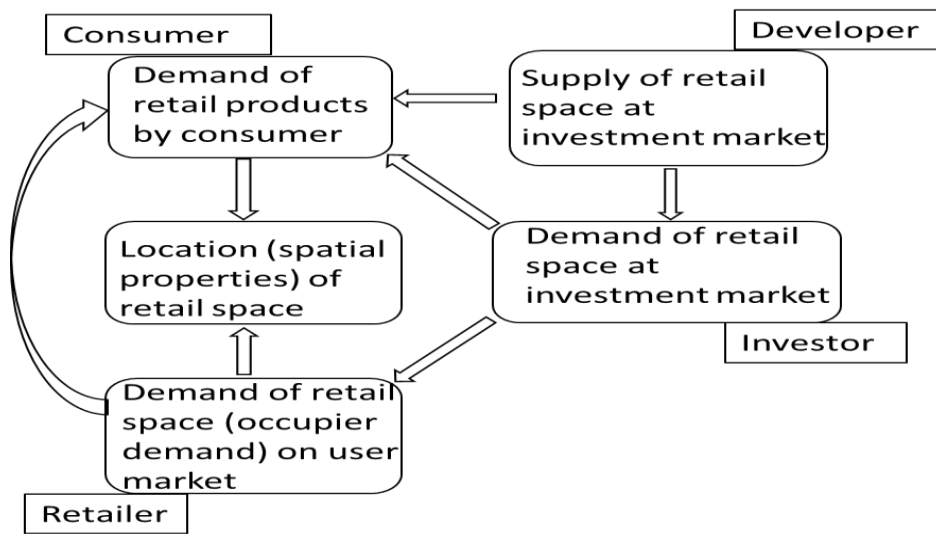 Consumer
Demand of
retail products
by consumer
Developer
Supply of retail
space at
investment market
Location (spatial
properties) of
retail space
Demand of retail
space at
investment market
Investor
Demand of retail
space (occupier
demand) on user
market
Retailer